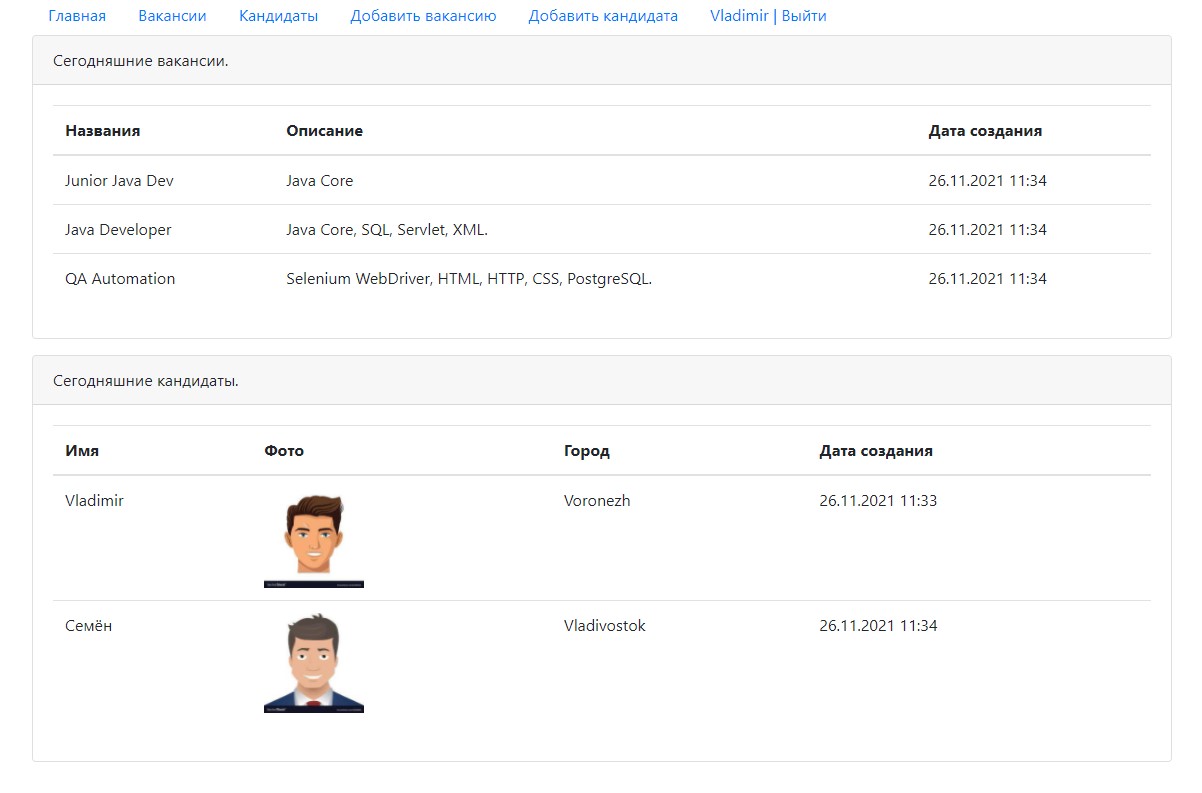 Главная Вакансии Кандидаты Добавить вакансию Добавить кандидата Vladimir | Выйти
Сегодняшние вакансии.
Названия Описание Дата создания
Junior Java Dev Java Core 26.11.2021 11:34
Java Developer Java Core, SQL, Servlet, XML. 26.11.2021 11:34
QA Automation Selenium WebDriver, HTML, HTTP, CSS, PostgreSQL. 26.11.2021 11:34
Сегодняшние кандидаты.
Имя Фото Город Дата создания
Vladimir Voronezh 26.11.2021 11:33
Семён Vladivostok 26.11.2021 11:34